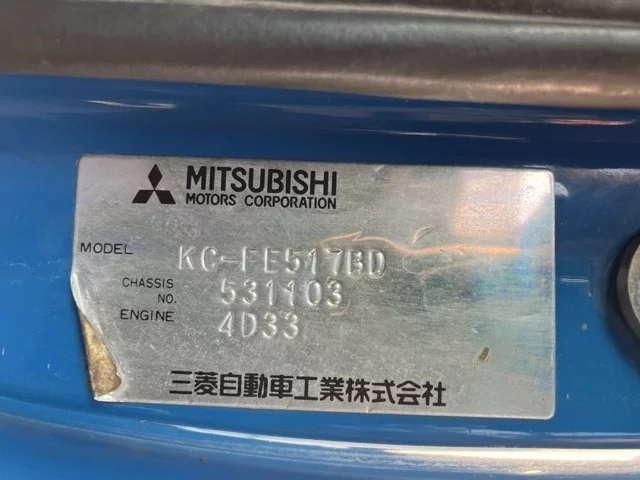 MITSUBISHI
MOTORS CORPORATION
MODEL KC-FE517BD
CHASSIS NO. 531103
ENGINE 4D33
三菱自動車工業株式会社